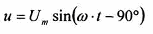 u = U_m sin(ω · t − 90°)